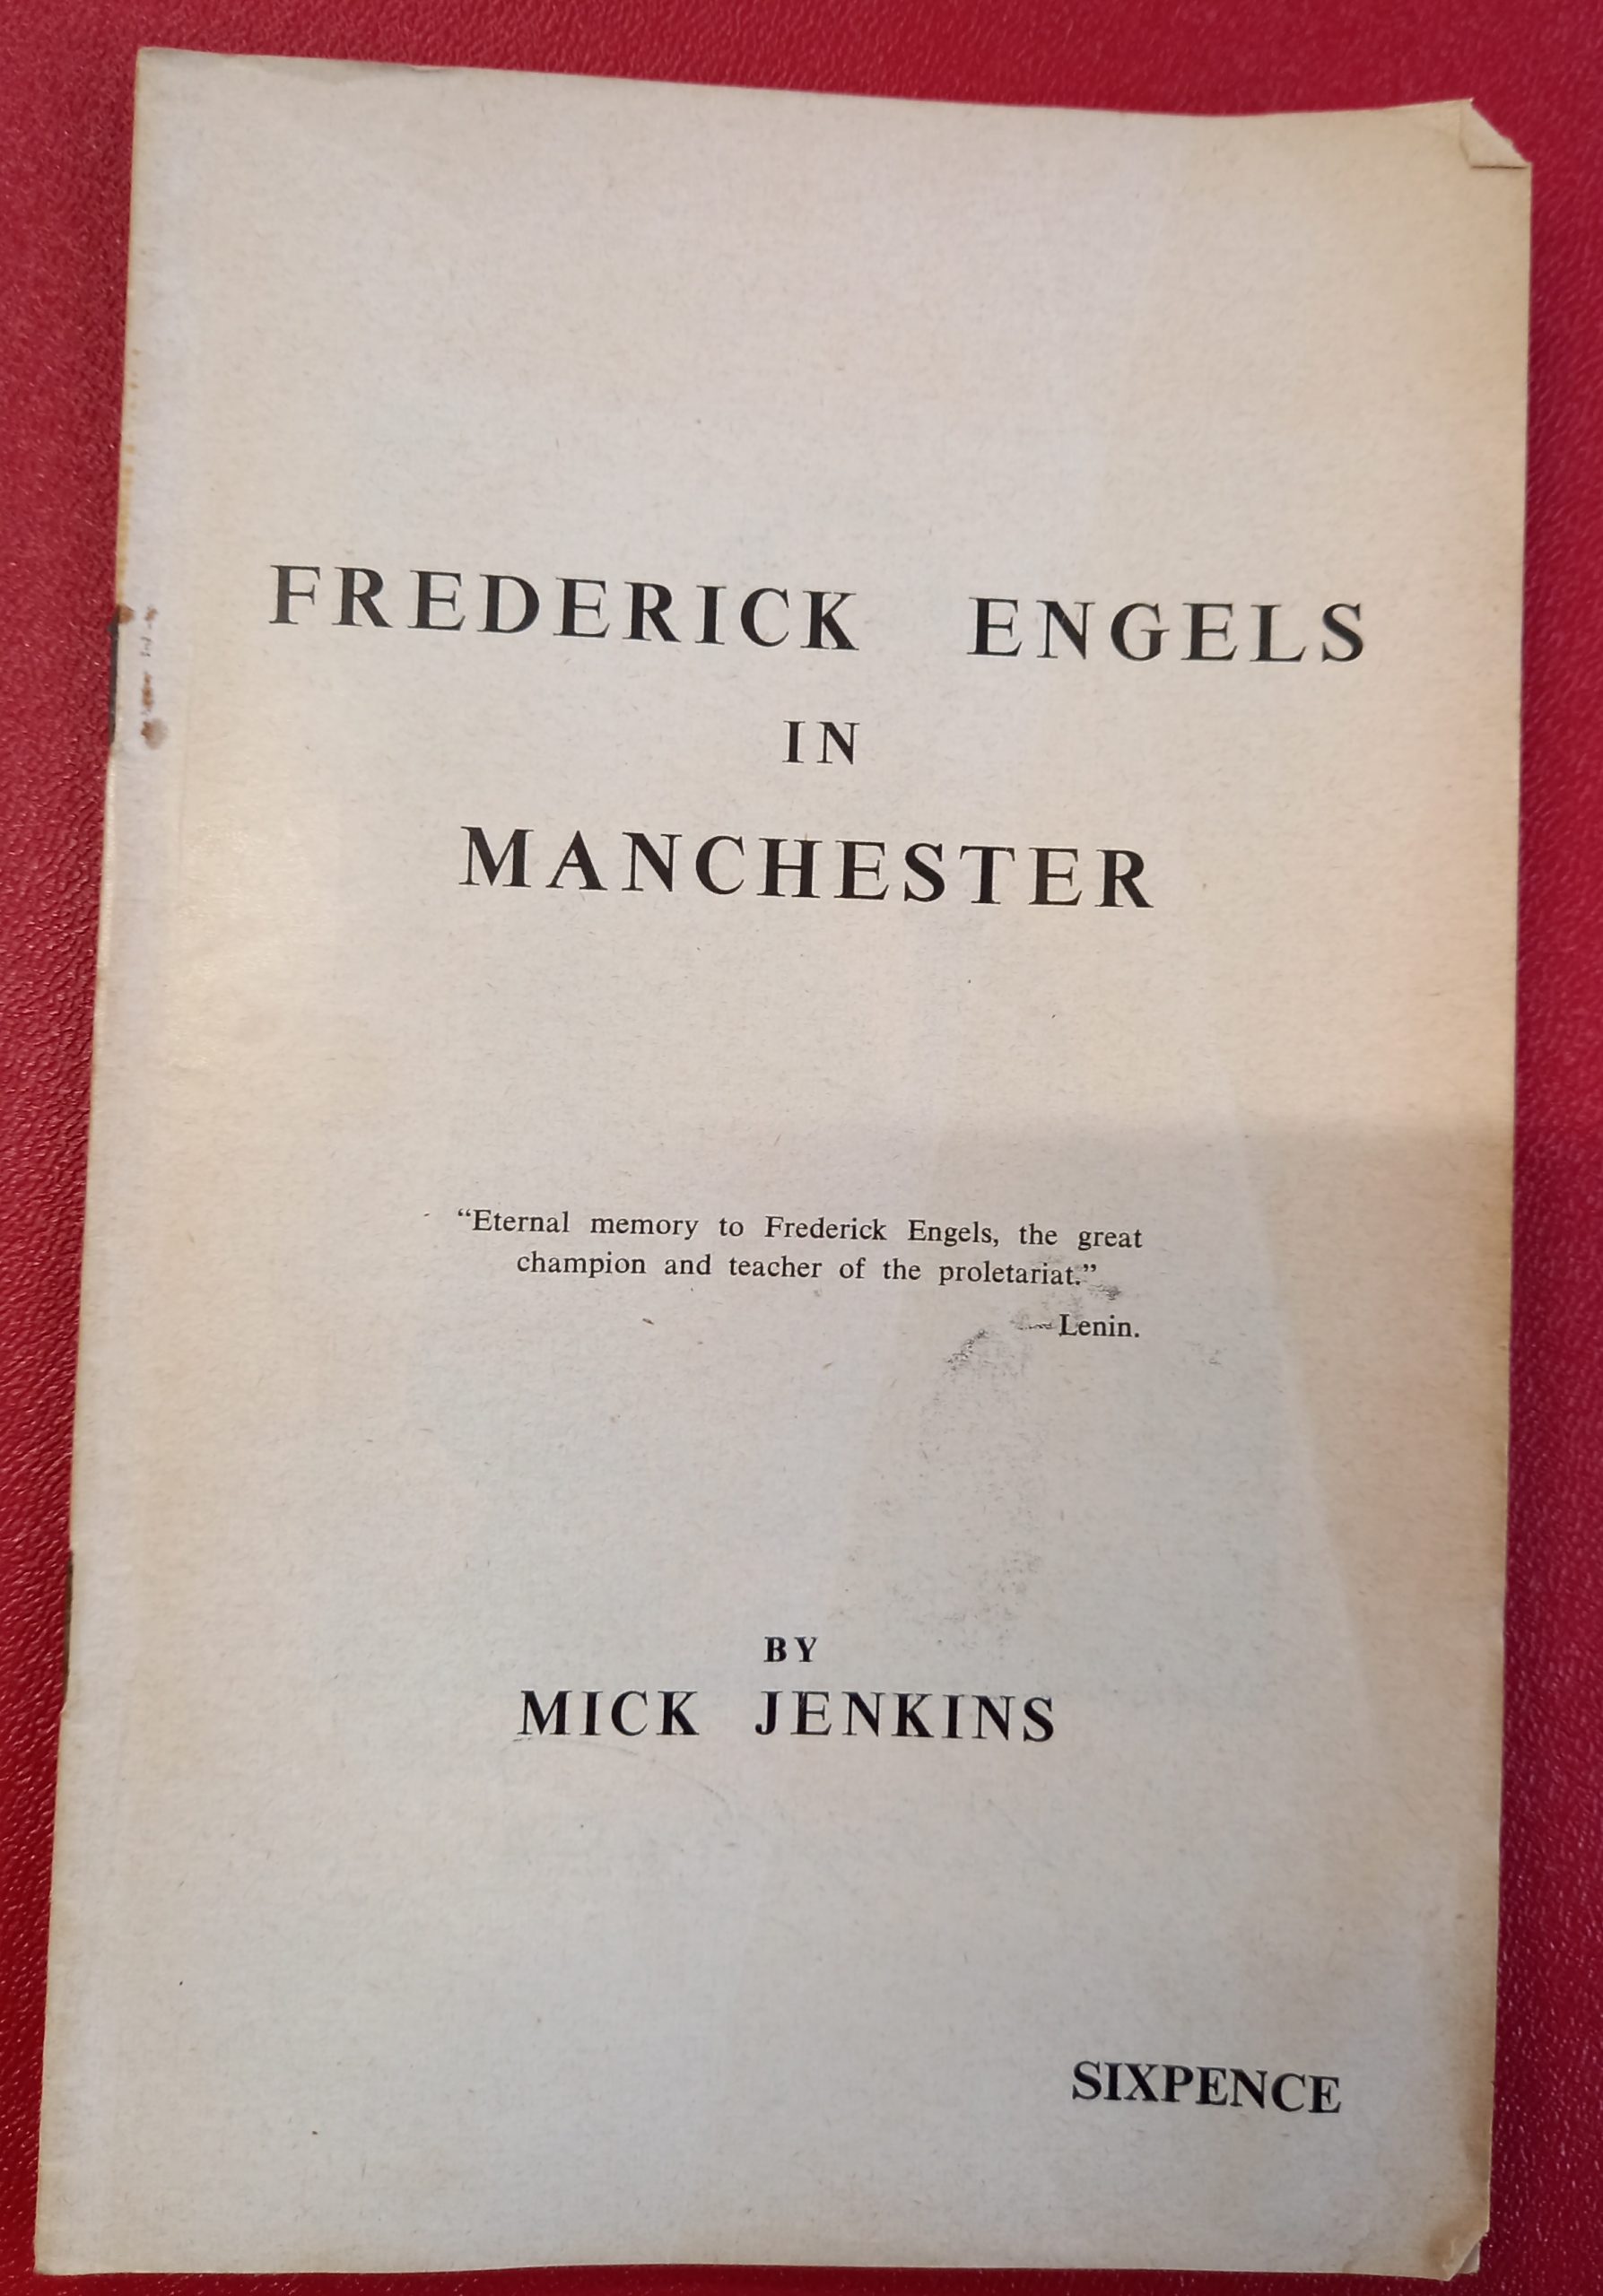 FREDERICK ENGELS
IN
MANCHESTER
“Eternal memory to Frederick Engels, the great
champion and teacher of the proletariat.”
—Lenin.
BY
MICK JENKINS
SIXPENCE